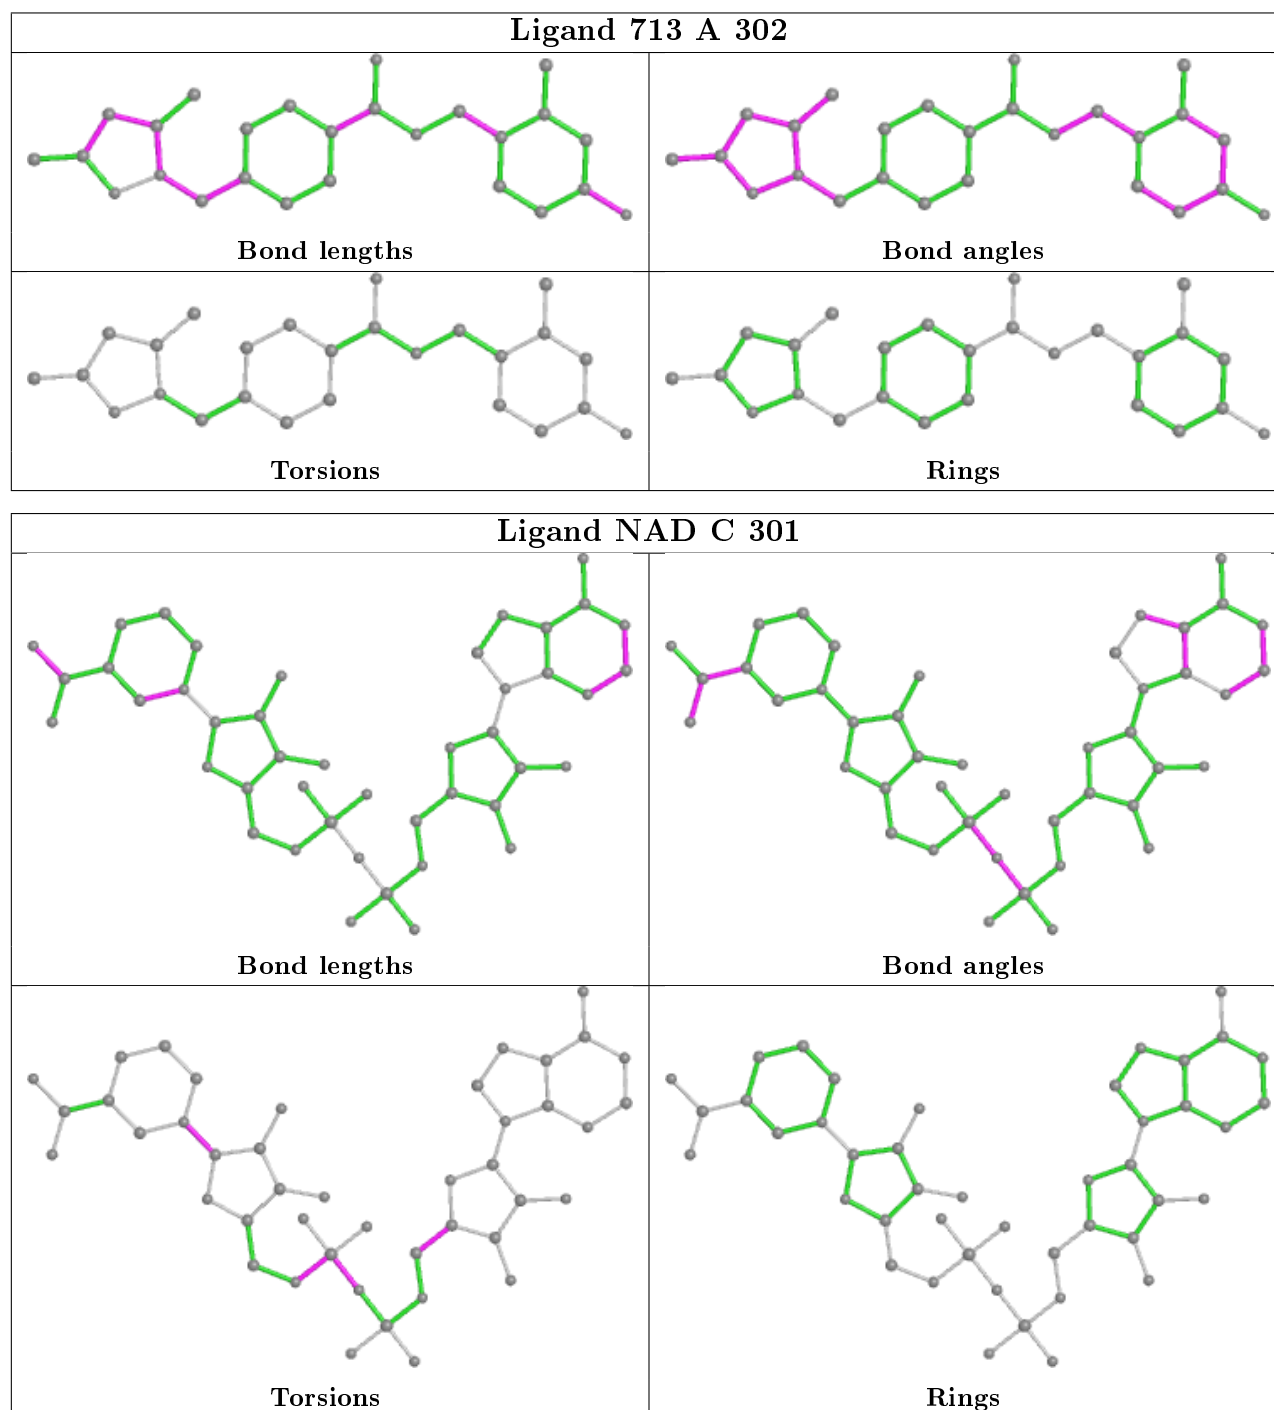 Ligand 713 A 302
Bond lengths
Bond angles
Torsions
Rings
Ligand NAD C 301
Bond lengths
Bond angles
Torsions
Rings